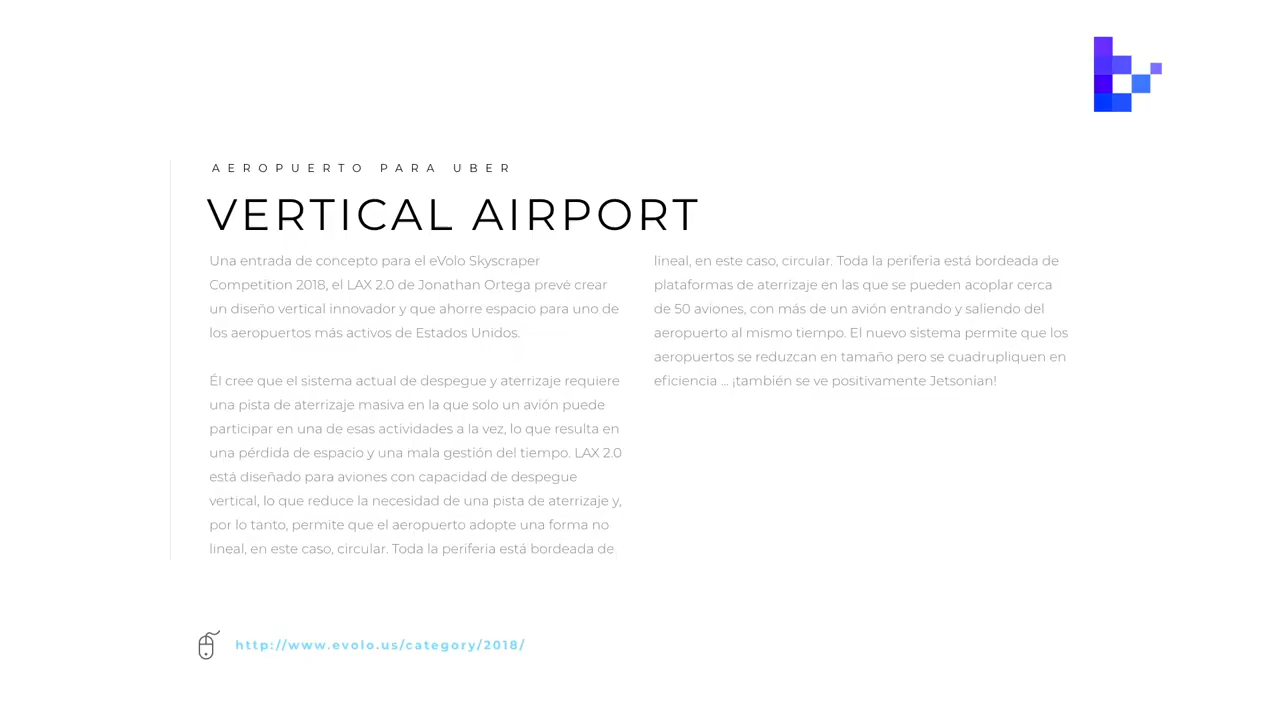 AEROPUERTO PARA UBER
VERTICAL AIRPORT
Una entrada de concepto para el eVolo Skyscraper
Competition 2018, el LAX 2.0 de Jonathan Ortega prevé crear
un diseño vertical innovador y que ahorre espacio para uno de
los aeropuertos más activos de Estados Unidos.
Él cree que el sistema actual de despegue y aterrizaje requiere
una pista de aterrizaje masiva en la que solo un avión puede
participar en una de esas actividades a la vez, lo que resulta en
una pérdida de espacio y una mala gestión del tiempo. LAX 2.0
está diseñado para aviones con capacidad de despegue
vertical, lo que reduce la necesidad de una pista de aterrizaje y,
por lo tanto, permite que el aeropuerto adopte una forma no
lineal, en este caso, circular. Toda la periferia está bordeada de
lineal, en este caso, circular. Toda la periferia está bordeada de
plataformas de aterrizaje en las que se pueden acoplar cerca
de 50 aviones, con más de un avión entrando y saliendo del
aeropuerto al mismo tiempo. El nuevo sistema permite que los
aeropuertos se reduzcan en tamaño pero se cuadrupliquen en
eficiencia ... ¡también se ve positivamente Jetsonian!
http://www.evolo.us/category/2018/